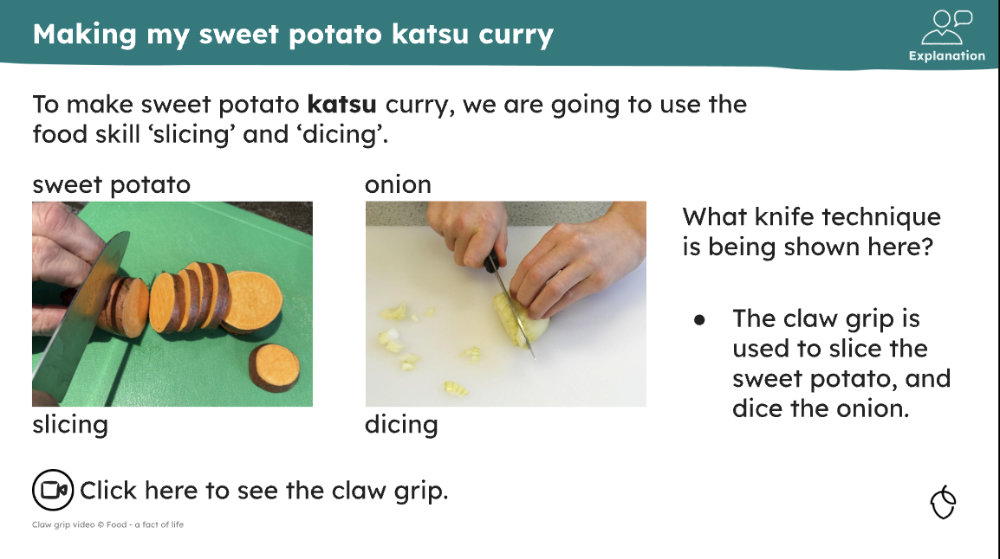 Making my sweet potato katsu curry
Explanation
To make sweet potato katsu curry, we are going to use the
food skill ‘slicing’ and ‘dicing’.
sweet potato
slicing
onion
dicing
What knife technique
is being shown here?
● The claw grip is
used to slice the
sweet potato, and
dice the onion.
Click here to see the claw grip.
Claw grip video © Food - a fact of life